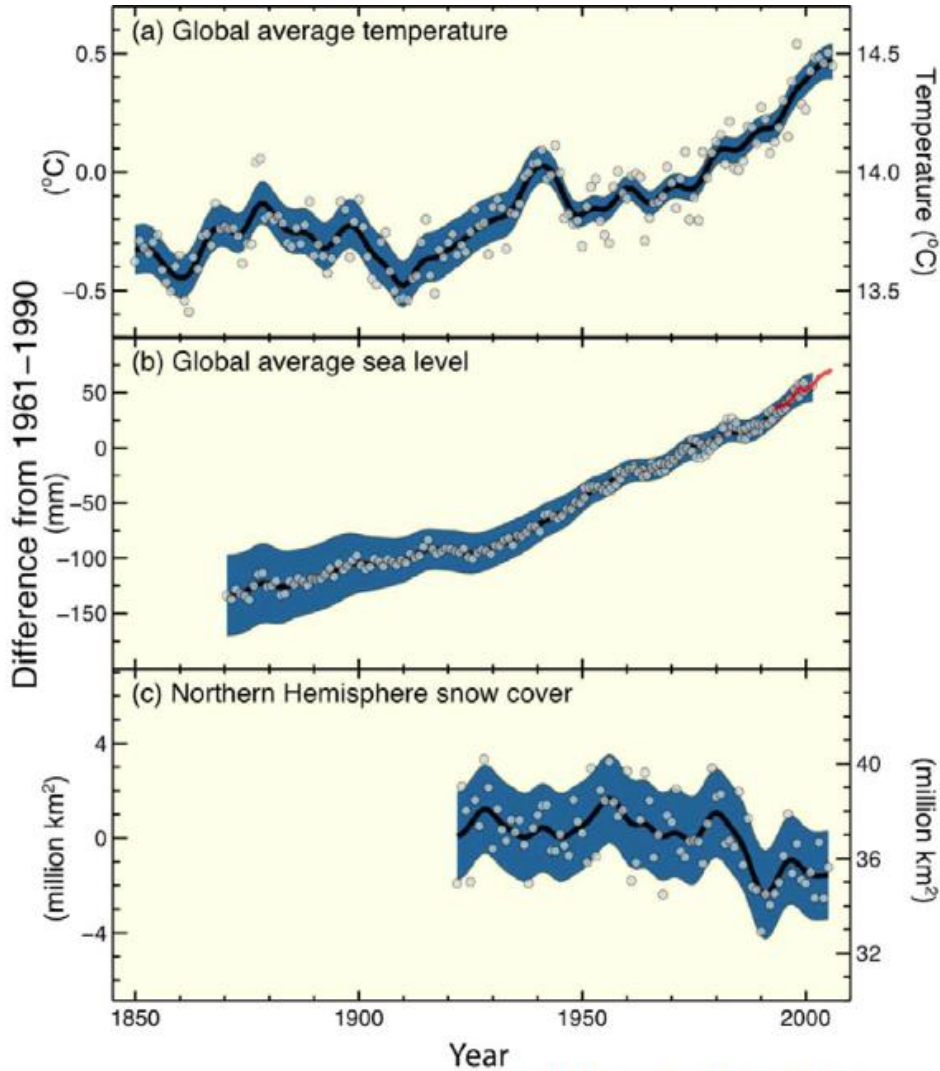 (a) Global average temperature
0.5
0.0
−0.5
(°C)
14.5
14.0
13.5
Temperature (°C)
Difference from 1961–1990
(b) Global average sea level
50
0
−50
−100
−150
(mm)
(c) Northern Hemisphere snow cover
4
0
−4
(million km²)
40
36
32
(million km²)
1850
1900
1950
2000
Year